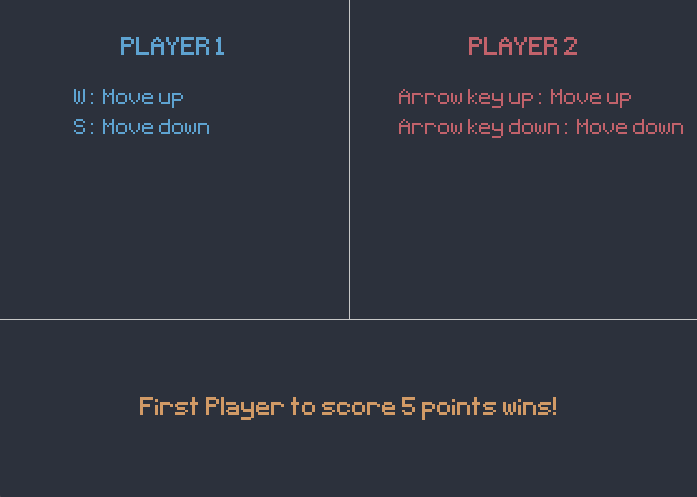 PLAYER 1
W : Move up
S : Move down
PLAYER 2
Arrow key up : Move up
Arrow key down : Move down
First Player to score 5 points wins!